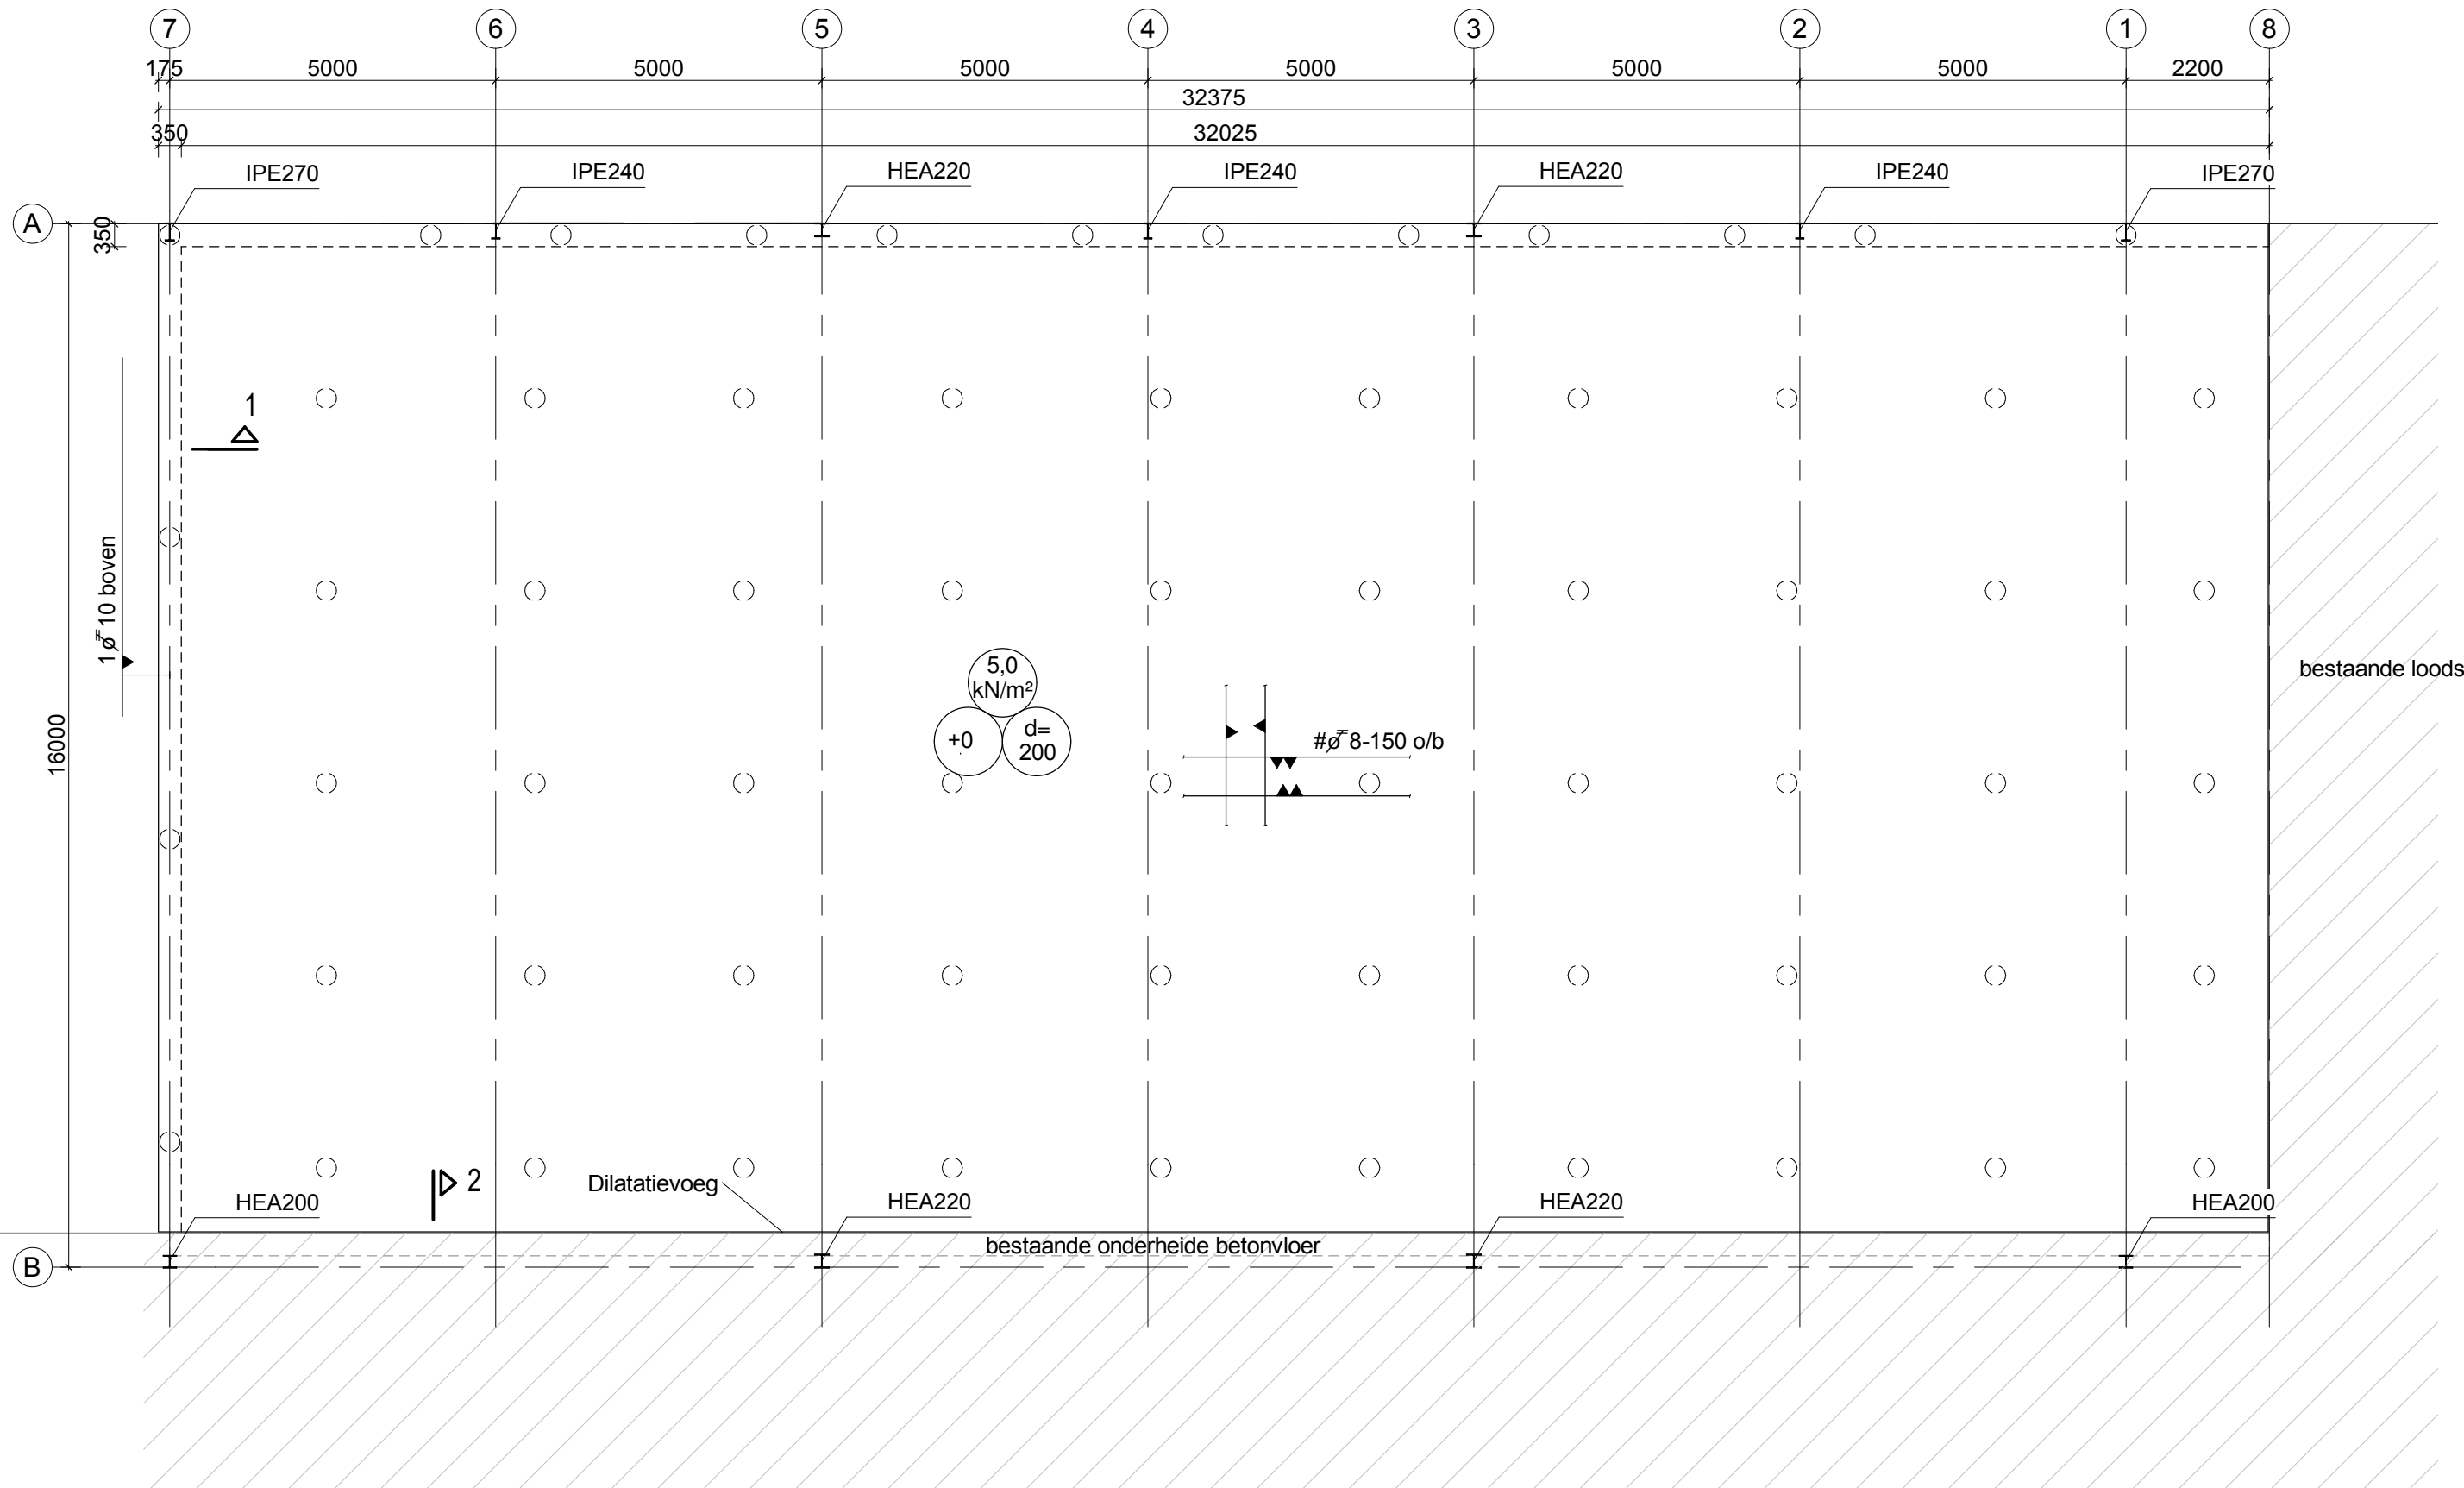 7 6 5 4 3 2 1 8
175 5000 5000 5000 5000 5000 5000 2200
32375
350 32025
IPE270 IPE240 HEA220 IPE240 HEA220 IPE240 IPE270
A
350
1
1ø10 boven
5,0
kN/m²
bestaande loods
+0
d=
200
#ø8-150 o/b
16000
2
Dilatatievoeg
HEA200 HEA220 HEA220 HEA200
bestaande onderheide betonvloer
B